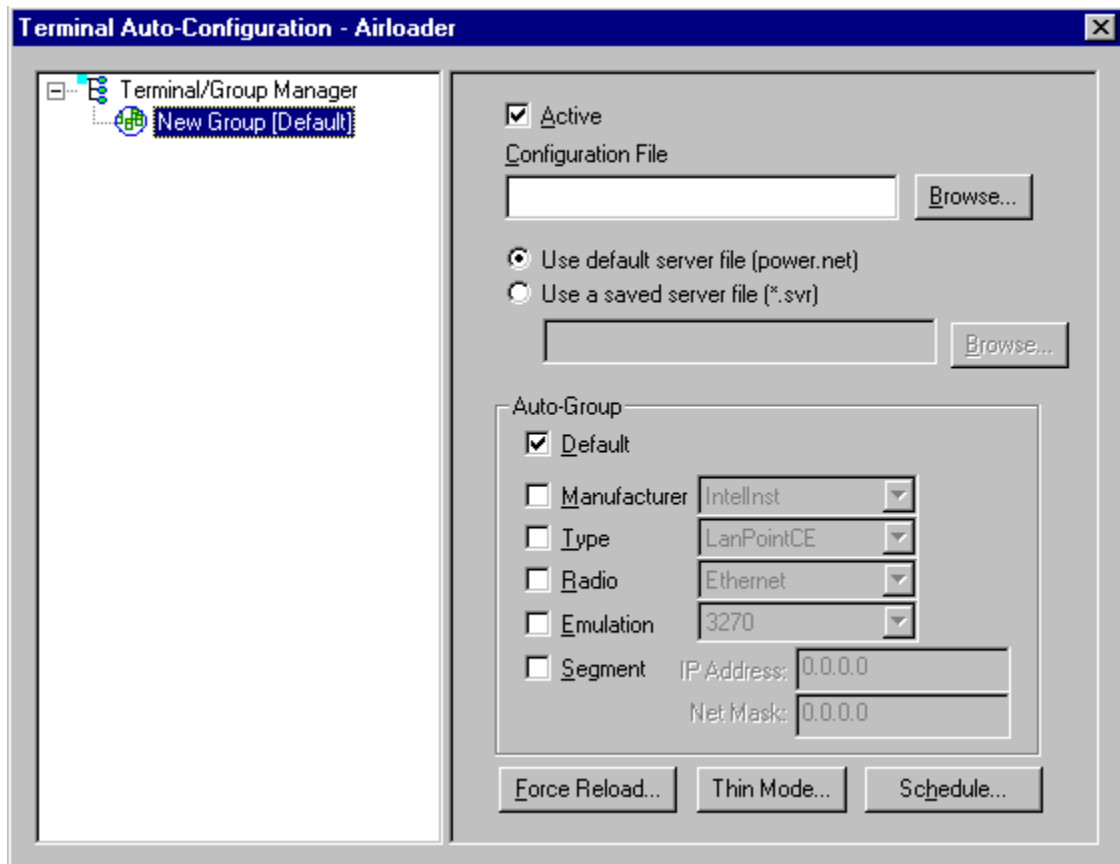 Terminal Auto-Configuration - Airloader
Terminal/Group Manager
New Group [Default]
Active
Configuration File
Browse...
Use default server file (power.net)
Use a saved server file (*.svr)
Browse...
Auto-Group
Default
Manufacturer IntelInst
Type LanPointCE
Radio Ethernet
Emulation 3270
Segment IP Address: 0.0.0.0
Net Mask: 0.0.0.0
Force Reload... Thin Mode... Schedule...